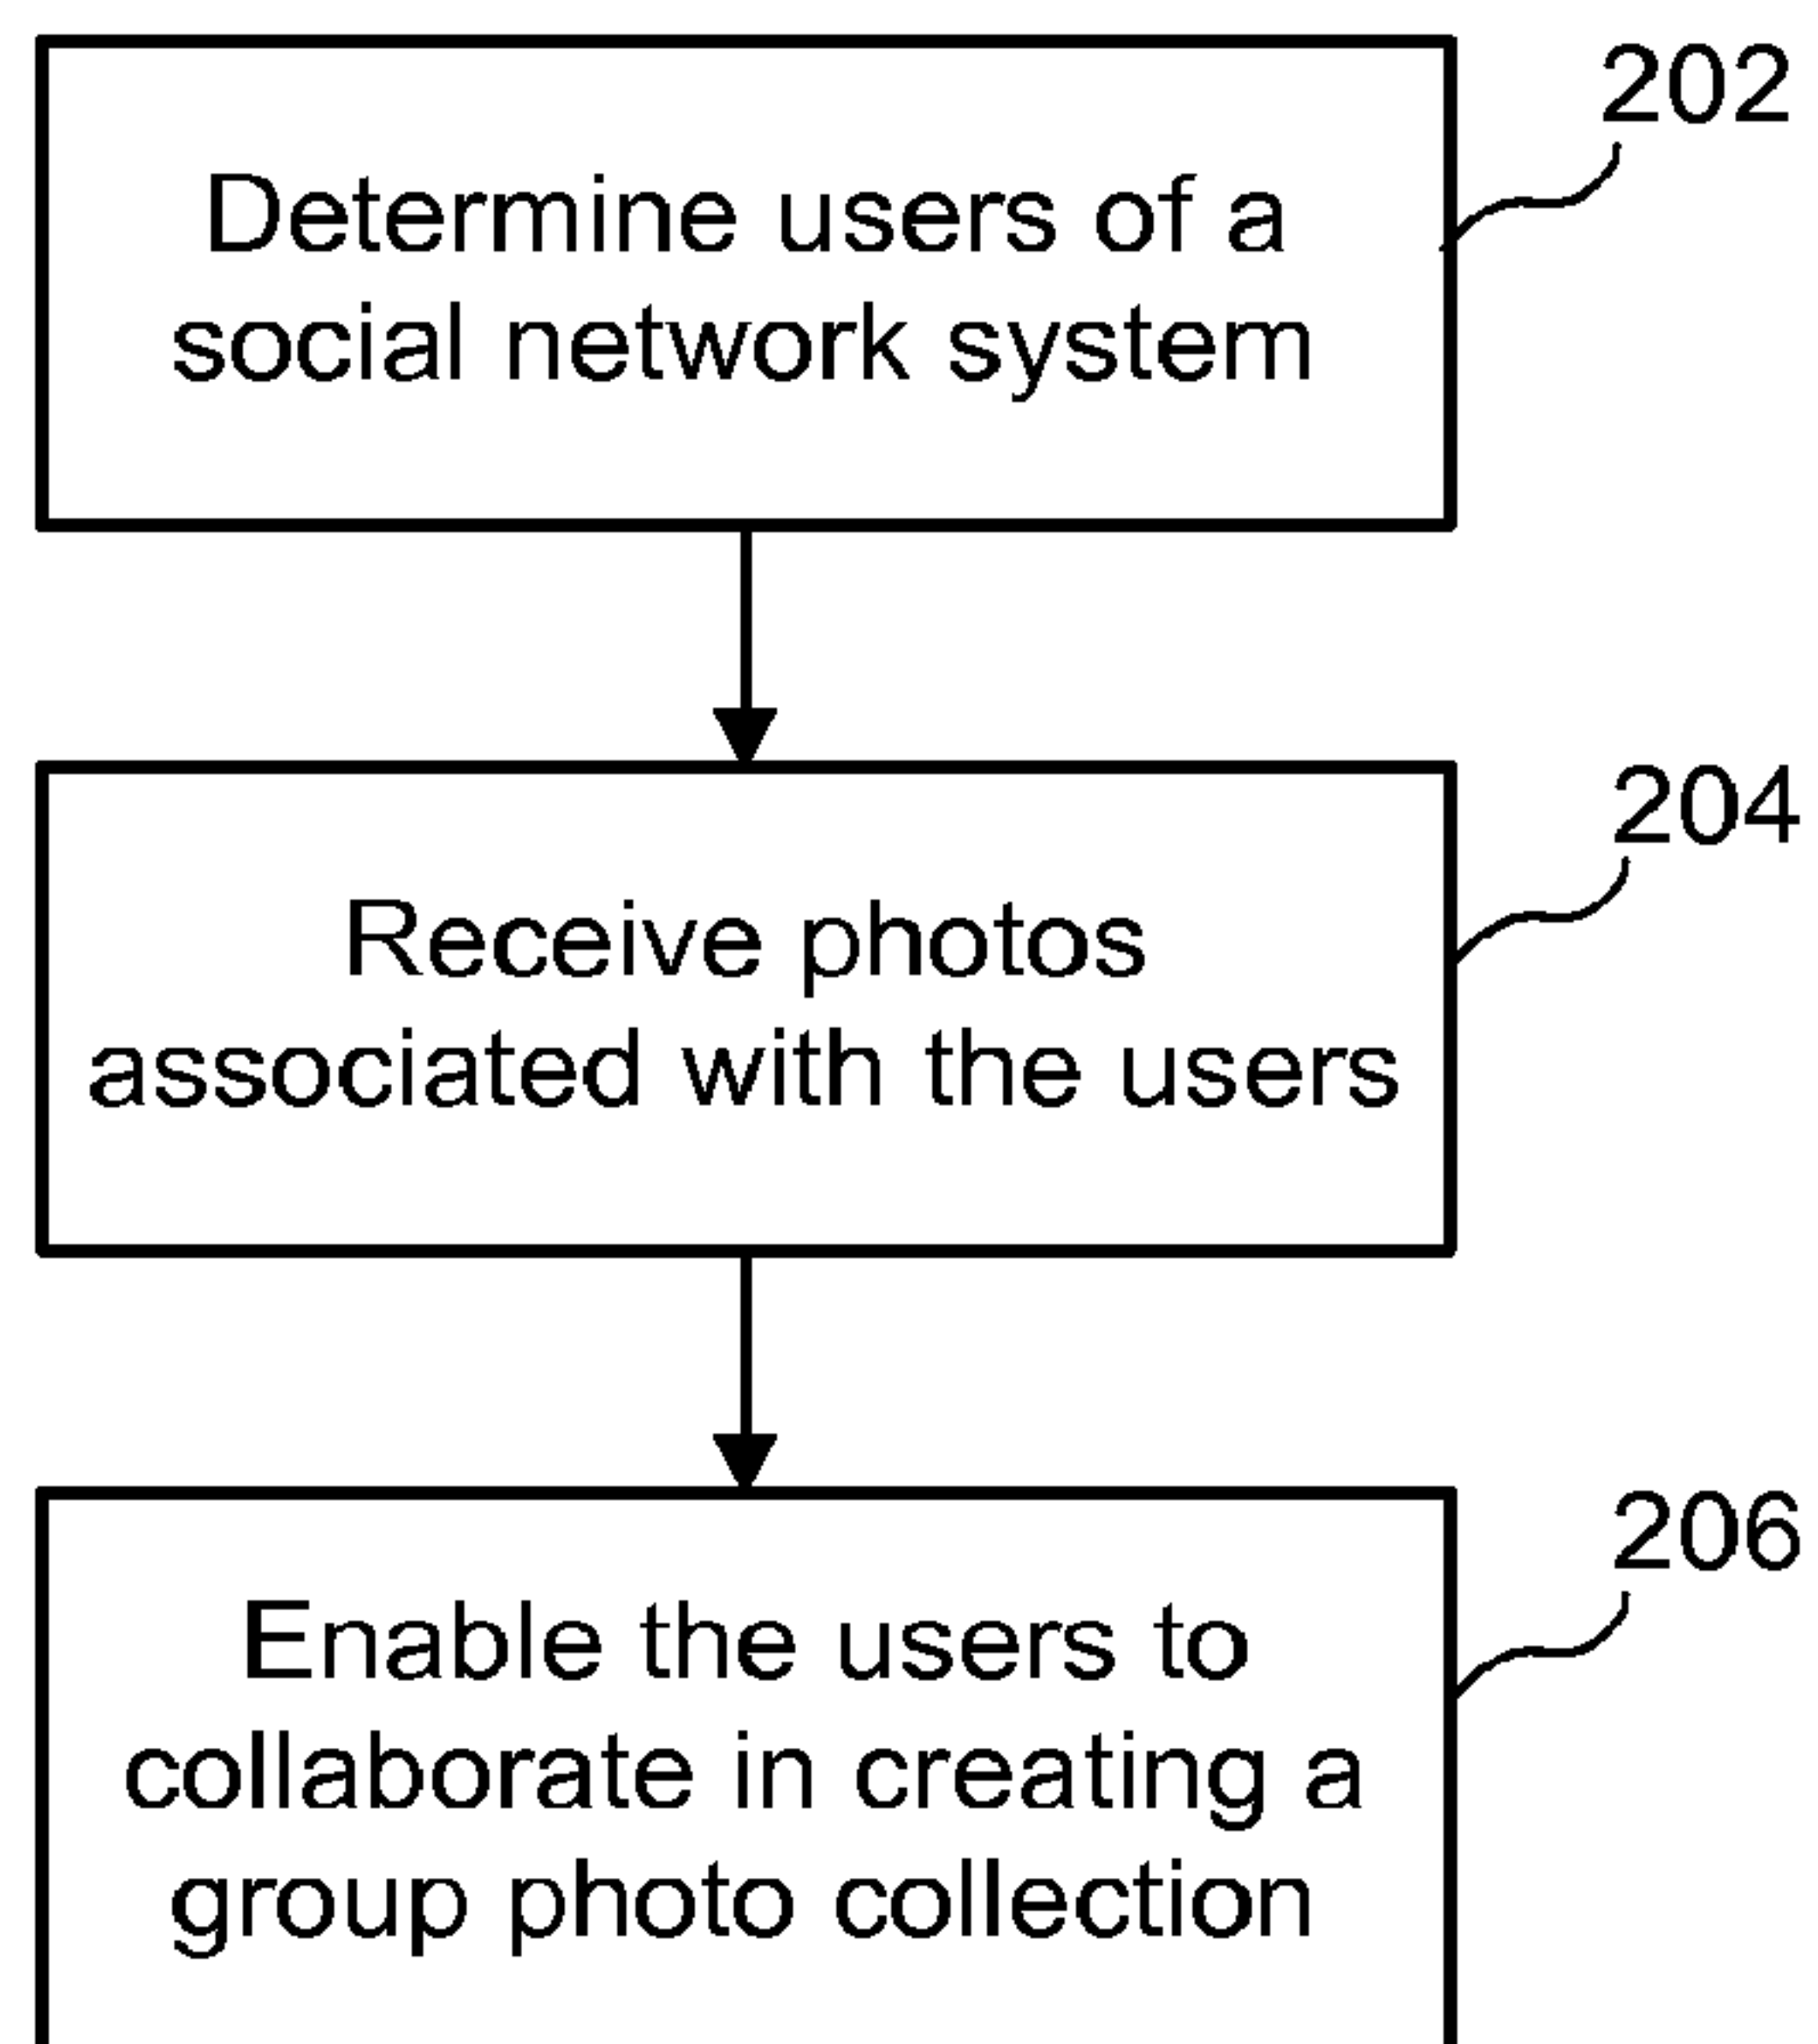 202
Determine users of a
social network system
204
Receive photos
associated with the users
206
Enable the users to
collaborate in creating a
group photo collection